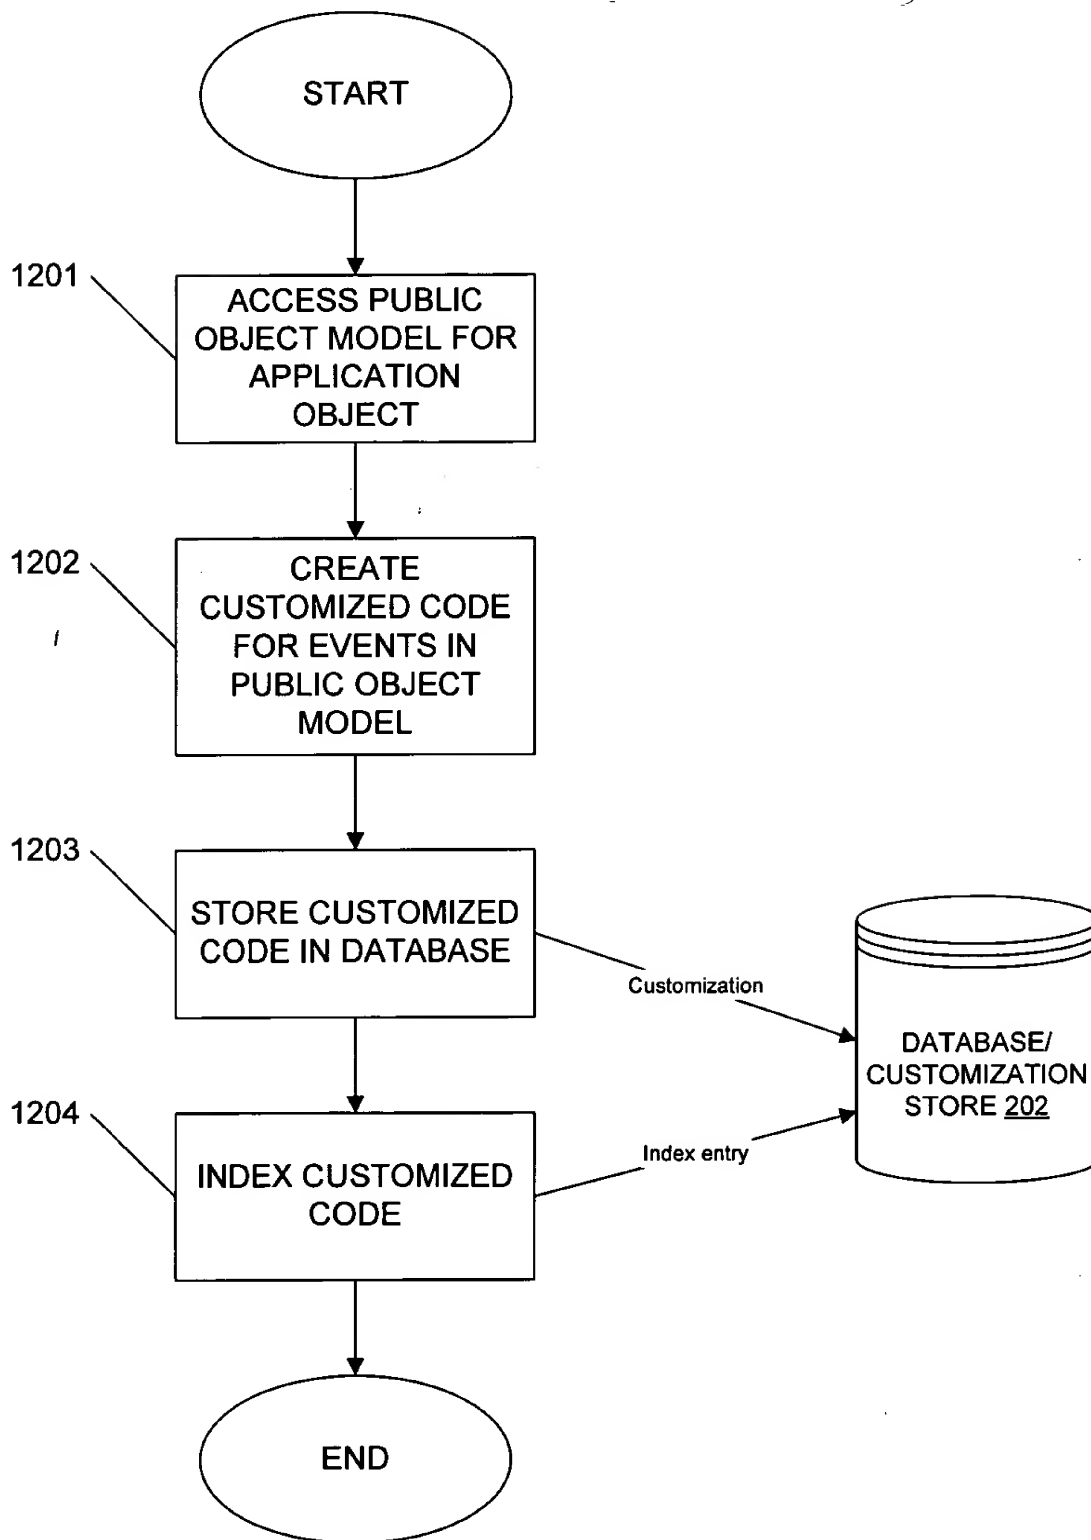 START
1201
ACCESS PUBLIC
OBJECT MODEL FOR
APPLICATION
OBJECT
1202
CREATE
CUSTOMIZED CODE
FOR EVENTS IN
PUBLIC OBJECT
MODEL
1203
STORE CUSTOMIZED
CODE IN DATABASE
Customization
DATABASE/
CUSTOMIZATION
STORE 202
1204
INDEX CUSTOMIZED
CODE
Index entry
END